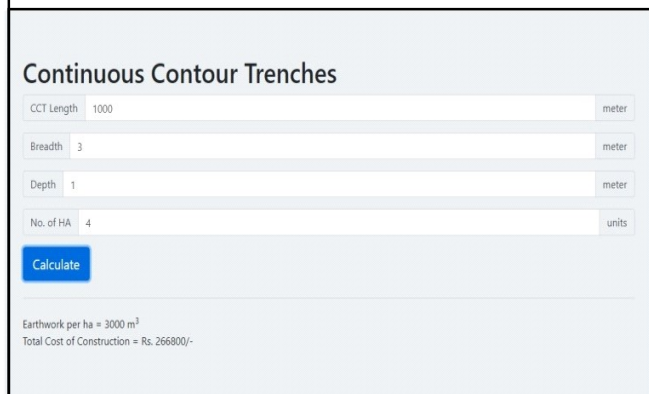 Continuous Contour Trenches
CCT Length 1000 meter
Breadth 3 meter
Depth 1 meter
No. of HA 4 units
Calculate
Earthwork per ha = 3000 m³
Total Cost of Construction = Rs. 266800/-